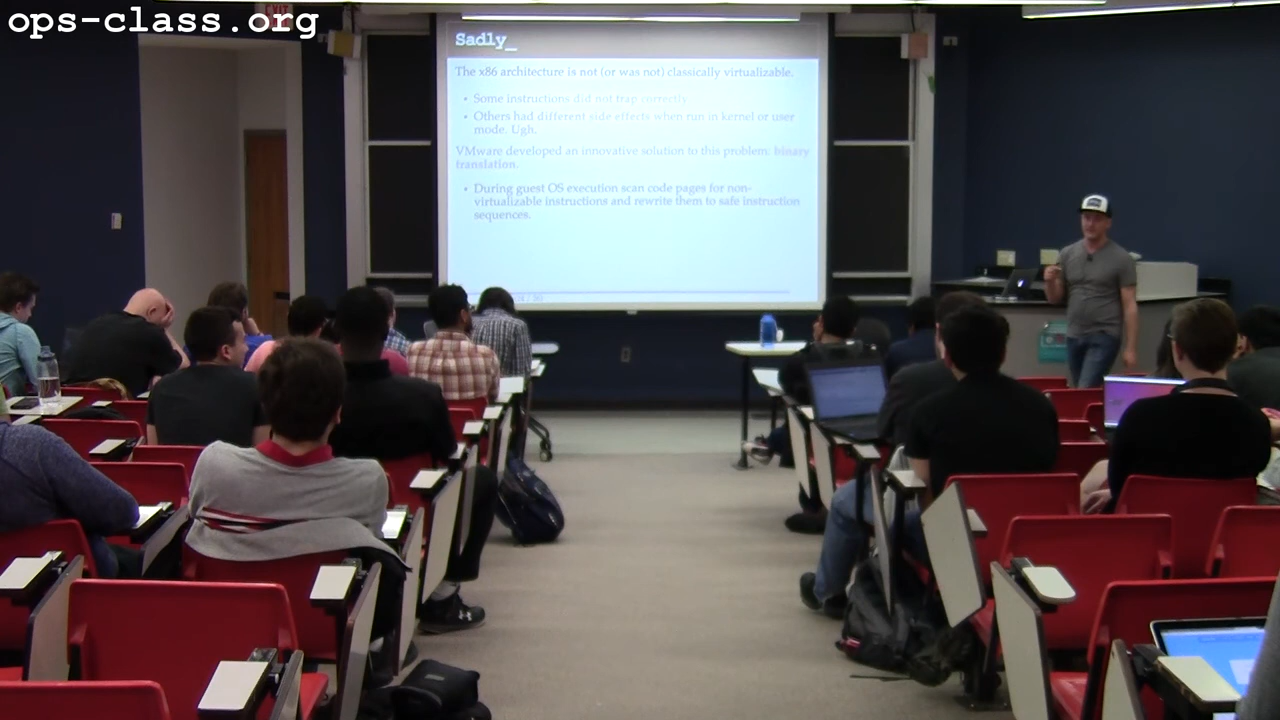 ops-class.org
EXIT
Sadly_
The x86 architecture is not (or was not) classically virtualizable.
• Some instructions did not trap correctly.
• Others had different side effects when run in kernel or user
mode. Ugh.
VMware developed an innovative solution to this problem: binary
translation.
• During guest OS execution scan code pages for non-
virtualizable instructions and rewrite them to safe instruction
sequences.